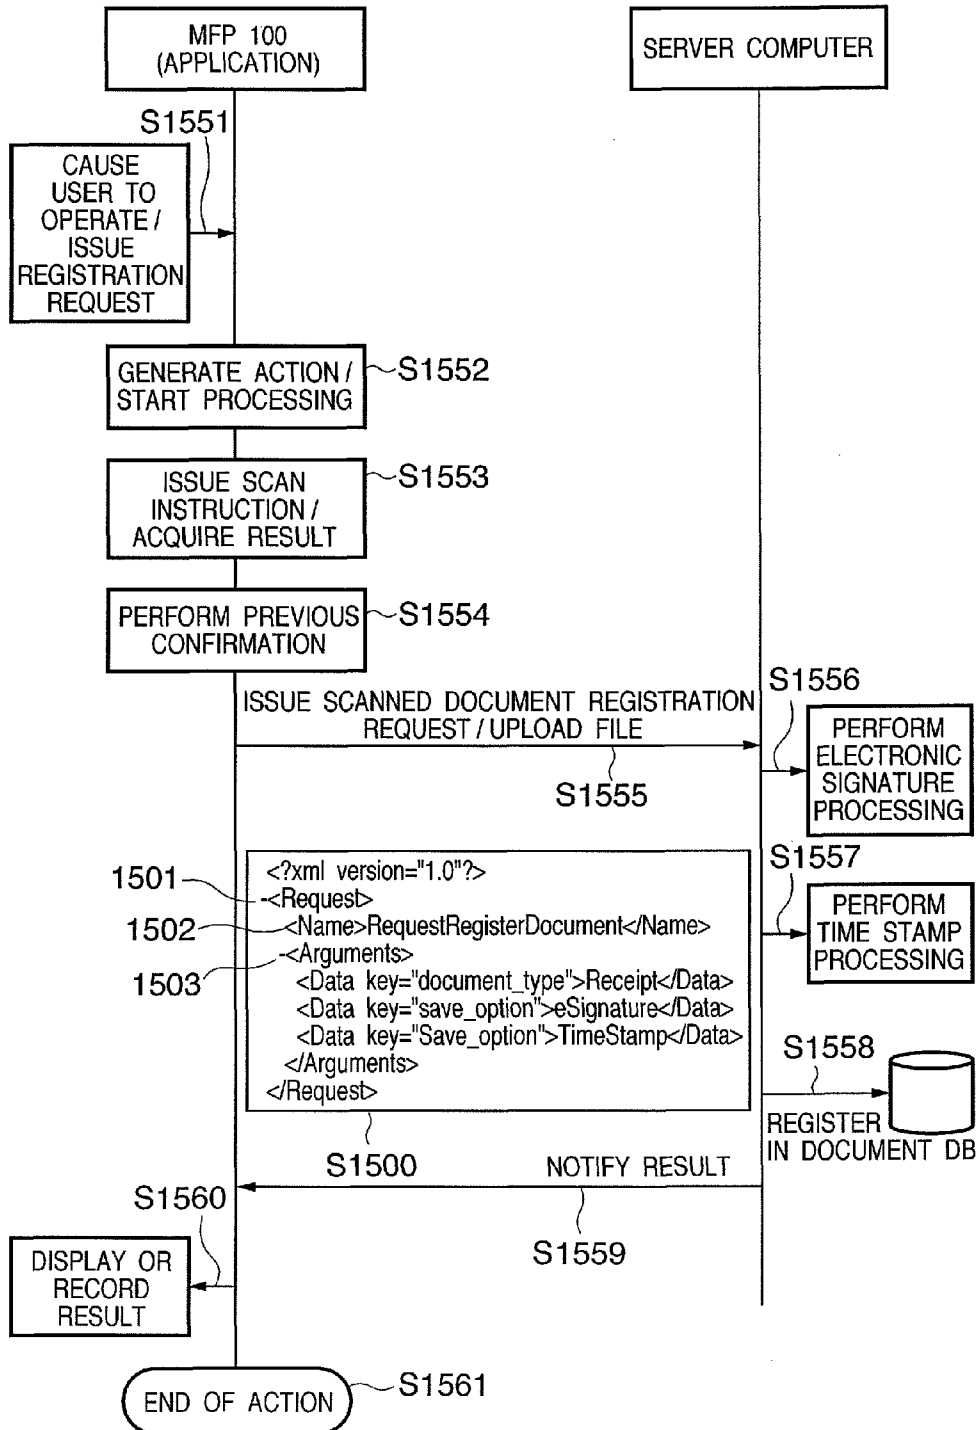 MFP 100
(APPLICATION)
SERVER COMPUTER
S1551
CAUSE
USER TO
OPERATE/
ISSUE
REGISTRATION
REQUEST
GENERATE ACTION/
START PROCESSING
S1552
ISSUE SCAN
INSTRUCTION/
ACQUIRE RESULT
S1553
PERFORM PREVIOUS
CONFIRMATION
S1554
ISSUE SCANNED DOCUMENT REGISTRATION
REQUEST/UPLOAD FILE
S1555
S1556
PERFORM
ELECTRONIC
SIGNATURE
PROCESSING
S1557
PERFORM
TIME STAMP
PROCESSING
1501
1502
1503
<?xml version="1.0"?>
-<Request>
<Name>RequestRegisterDocument</Name>
-<Arguments>
<Data key="document_type">Receipt</Data>
<Data key="save_option">eSignature</Data>
<Data key="Save_option">TimeStamp</Data>
</Arguments>
</Request>
S1500
S1558
REGISTER
IN DOCUMENT DB
NOTIFY RESULT
S1559
S1560
DISPLAY OR
RECORD
RESULT
END OF ACTION
S1561